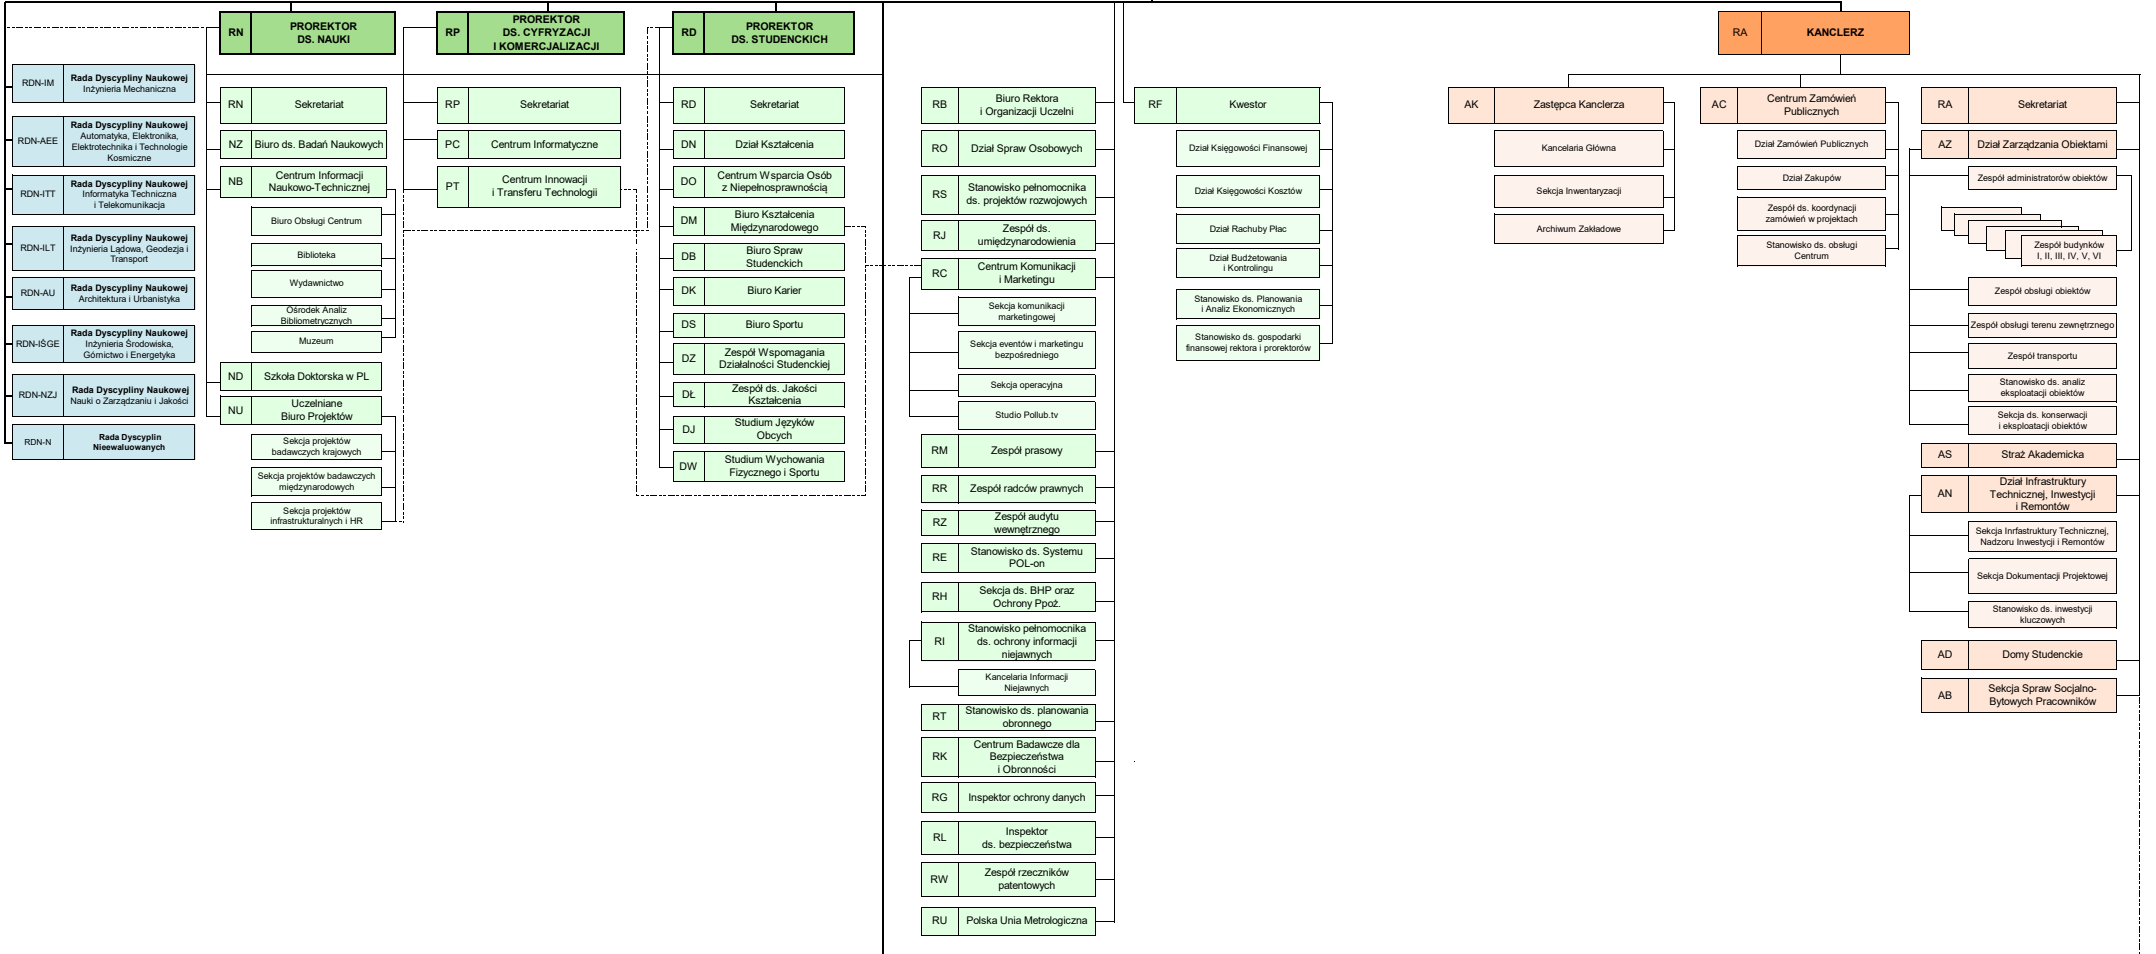 RN
PROREKTOR
DS. NAUKI
RP
PROREKTOR
DS. CYFRYZACJI
I KOMERCJALIZACJI
RD
PROREKTOR
DS. STUDENCKICH
RA
KANCLERZ
RDN-IM
Rada Dyscypliny Naukowej
Inżynieria Mechaniczna
RDN-AEE
Rada Dyscypliny Naukowej
Automatyka, Elektronika,
Elektrotechnika i Technologie
Kosmiczne
RDN-ITT
Rada Dyscypliny Naukowej
Informatyka Techniczna
i Telekomunikacja
RDN-ILT
Rada Dyscypliny Naukowej
Inżynieria Lądowa, Geodezja i
Transport
RDN-AU
Rada Dyscypliny Naukowej
Architektura i Urbanistyka
RDN-IŚGE
Rada Dyscypliny Naukowej
Inżynieria Środowiska,
Górnictwo i Energetyka
RDN-NZJ
Rada Dyscypliny Naukowej
Nauki o Zarządzaniu i Jakości
RDN-N
Rada Dyscyplin
Nieewaluowanych
RN
Sekretariat
NZ
Biuro ds. Badań Naukowych
NB
Centrum Informacji
Naukowo-Technicznej
Biuro Obsługi Centrum
Biblioteka
Wydawnictwo
Ośrodek Analiz
Bibliometrycznych
Muzeum
ND
Szkoła Doktorska w PL
NU
Uczelniane
Biuro Projektów
Sekcja projektów
badawczych krajowych
Sekcja projektów badawczych
międzynarodowych
Sekcja projektów
infrastrukturalnych i HR
RP
Sekretariat
PC
Centrum Informatyczne
PT
Centrum Innowacji
i Transferu Technologii
RD
Sekretariat
DN
Dział Kształcenia
DO
Centrum Wsparcia Osób
z Niepełnosprawnością
DM
Biuro Kształcenia
Międzynarodowego
DB
Biuro Spraw
Studenckich
DK
Biuro Karier
DS
Biuro Sportu
DZ
Zespół Wspomagania
Działalności Studenckiej
DŁ
Zespół ds. Jakości
Kształcenia
DJ
Studium Języków
Obcych
DW
Studium Wychowania
Fizycznego i Sportu
RB
Biuro Rektora
i Organizacji Uczelni
RO
Dział Spraw Osobowych
RS
Stanowisko pełnomocnika
ds. projektów rozwojowych
RJ
Zespół ds.
umiędzynarodowienia
RC
Centrum Komunikacji
i Marketingu
Sekcja komunikacji
marketingowej
Sekcja eventów i marketingu
bezpośredniego
Sekcja operacyjna
Studio Pollub.tv
RM
Zespół prasowy
RR
Zespół radców prawnych
RZ
Zespół audytu
wewnętrznego
RE
Stanowisko ds. Systemu
POL-on
RH
Sekcja ds. BHP oraz
Ochrony Ppoż.
RI
Stanowisko pełnomocnika
ds. ochrony informacji
niejawnych
Kancelaria Informacji
Niejawnych
RT
Stanowisko ds. planowania
obronnego
RK
Centrum Badawcze dla
Bezpieczeństwa
i Obronności
RG
Inspektor ochrony danych
RL
Inspektor
ds. bezpieczeństwa
RW
Zespół rzeczników
patentowych
RU
Polska Unia Metrologiczna
RF
Kwestor
Dział Księgowości Finansowej
Dział Księgowości Kosztów
Dział Rachuby Płac
Dział Budżetowania
i Kontrolingu
Stanowisko ds. Planowania
i Analiz Ekonomicznych
Stanowisko ds. gospodarki
finansowej rektora i prorektorów
AK
Zastępca Kanclerza
Kancelaria Główna
Sekcja Inwentaryzacji
Archiwum Zakładowe
AC
Centrum Zamówień
Publicznych
Dział Zamówień Publicznych
Dział Zakupów
Zespół ds. koordynacji
zamówień w projektach
Stanowisko ds. obsługi
Centrum
RA
Sekretariat
AZ
Dział Zarządzania Obiektami
Zespół administratorów obiektów
Zespół budynków
I, II, III, IV, V, VI
Zespół obsługi obiektów
Zespół obsługi terenu zewnętrznego
Zespół transportu
Stanowisko ds. analiz
eksploatacji obiektów
Sekcja ds. konserwacji
i eksploatacji obiektów
AS
Straż Akademicka
AN
Dział Infrastruktury
Technicznej, Inwestycji
i Remontów
Sekcja Inrfastruktury Technicznej,
Nadzoru Inwestycji i Remontów
Sekcja Dokumentacji Projektowej
Stanowisko ds. inwestycji
kluczowych
AD
Domy Studenckie
AB
Sekcja Spraw Socjalno-
Bytowych Pracowników